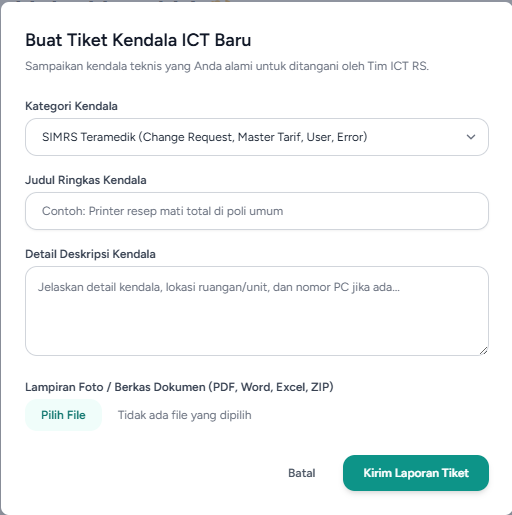 Buat Tiket Kendala ICT Baru
Sampaikan kendala teknis yang Anda alami untuk ditangani oleh Tim ICT RS.
Kategori Kendala
SIMRS Teramedik (Change Request, Master Tarif, User, Error)
Judul Ringkas Kendala
Contoh: Printer resep mati total di poli umum
Detail Deskripsi Kendala
Jelaskan detail kendala, lokasi ruangan/unit, dan nomor PC jika ada...
Lampiran Foto / Berkas Dokumen (PDF, Word, Excel, ZIP)
Pilih File Tidak ada file yang dipilih
Batal Kirim Laporan Tiket